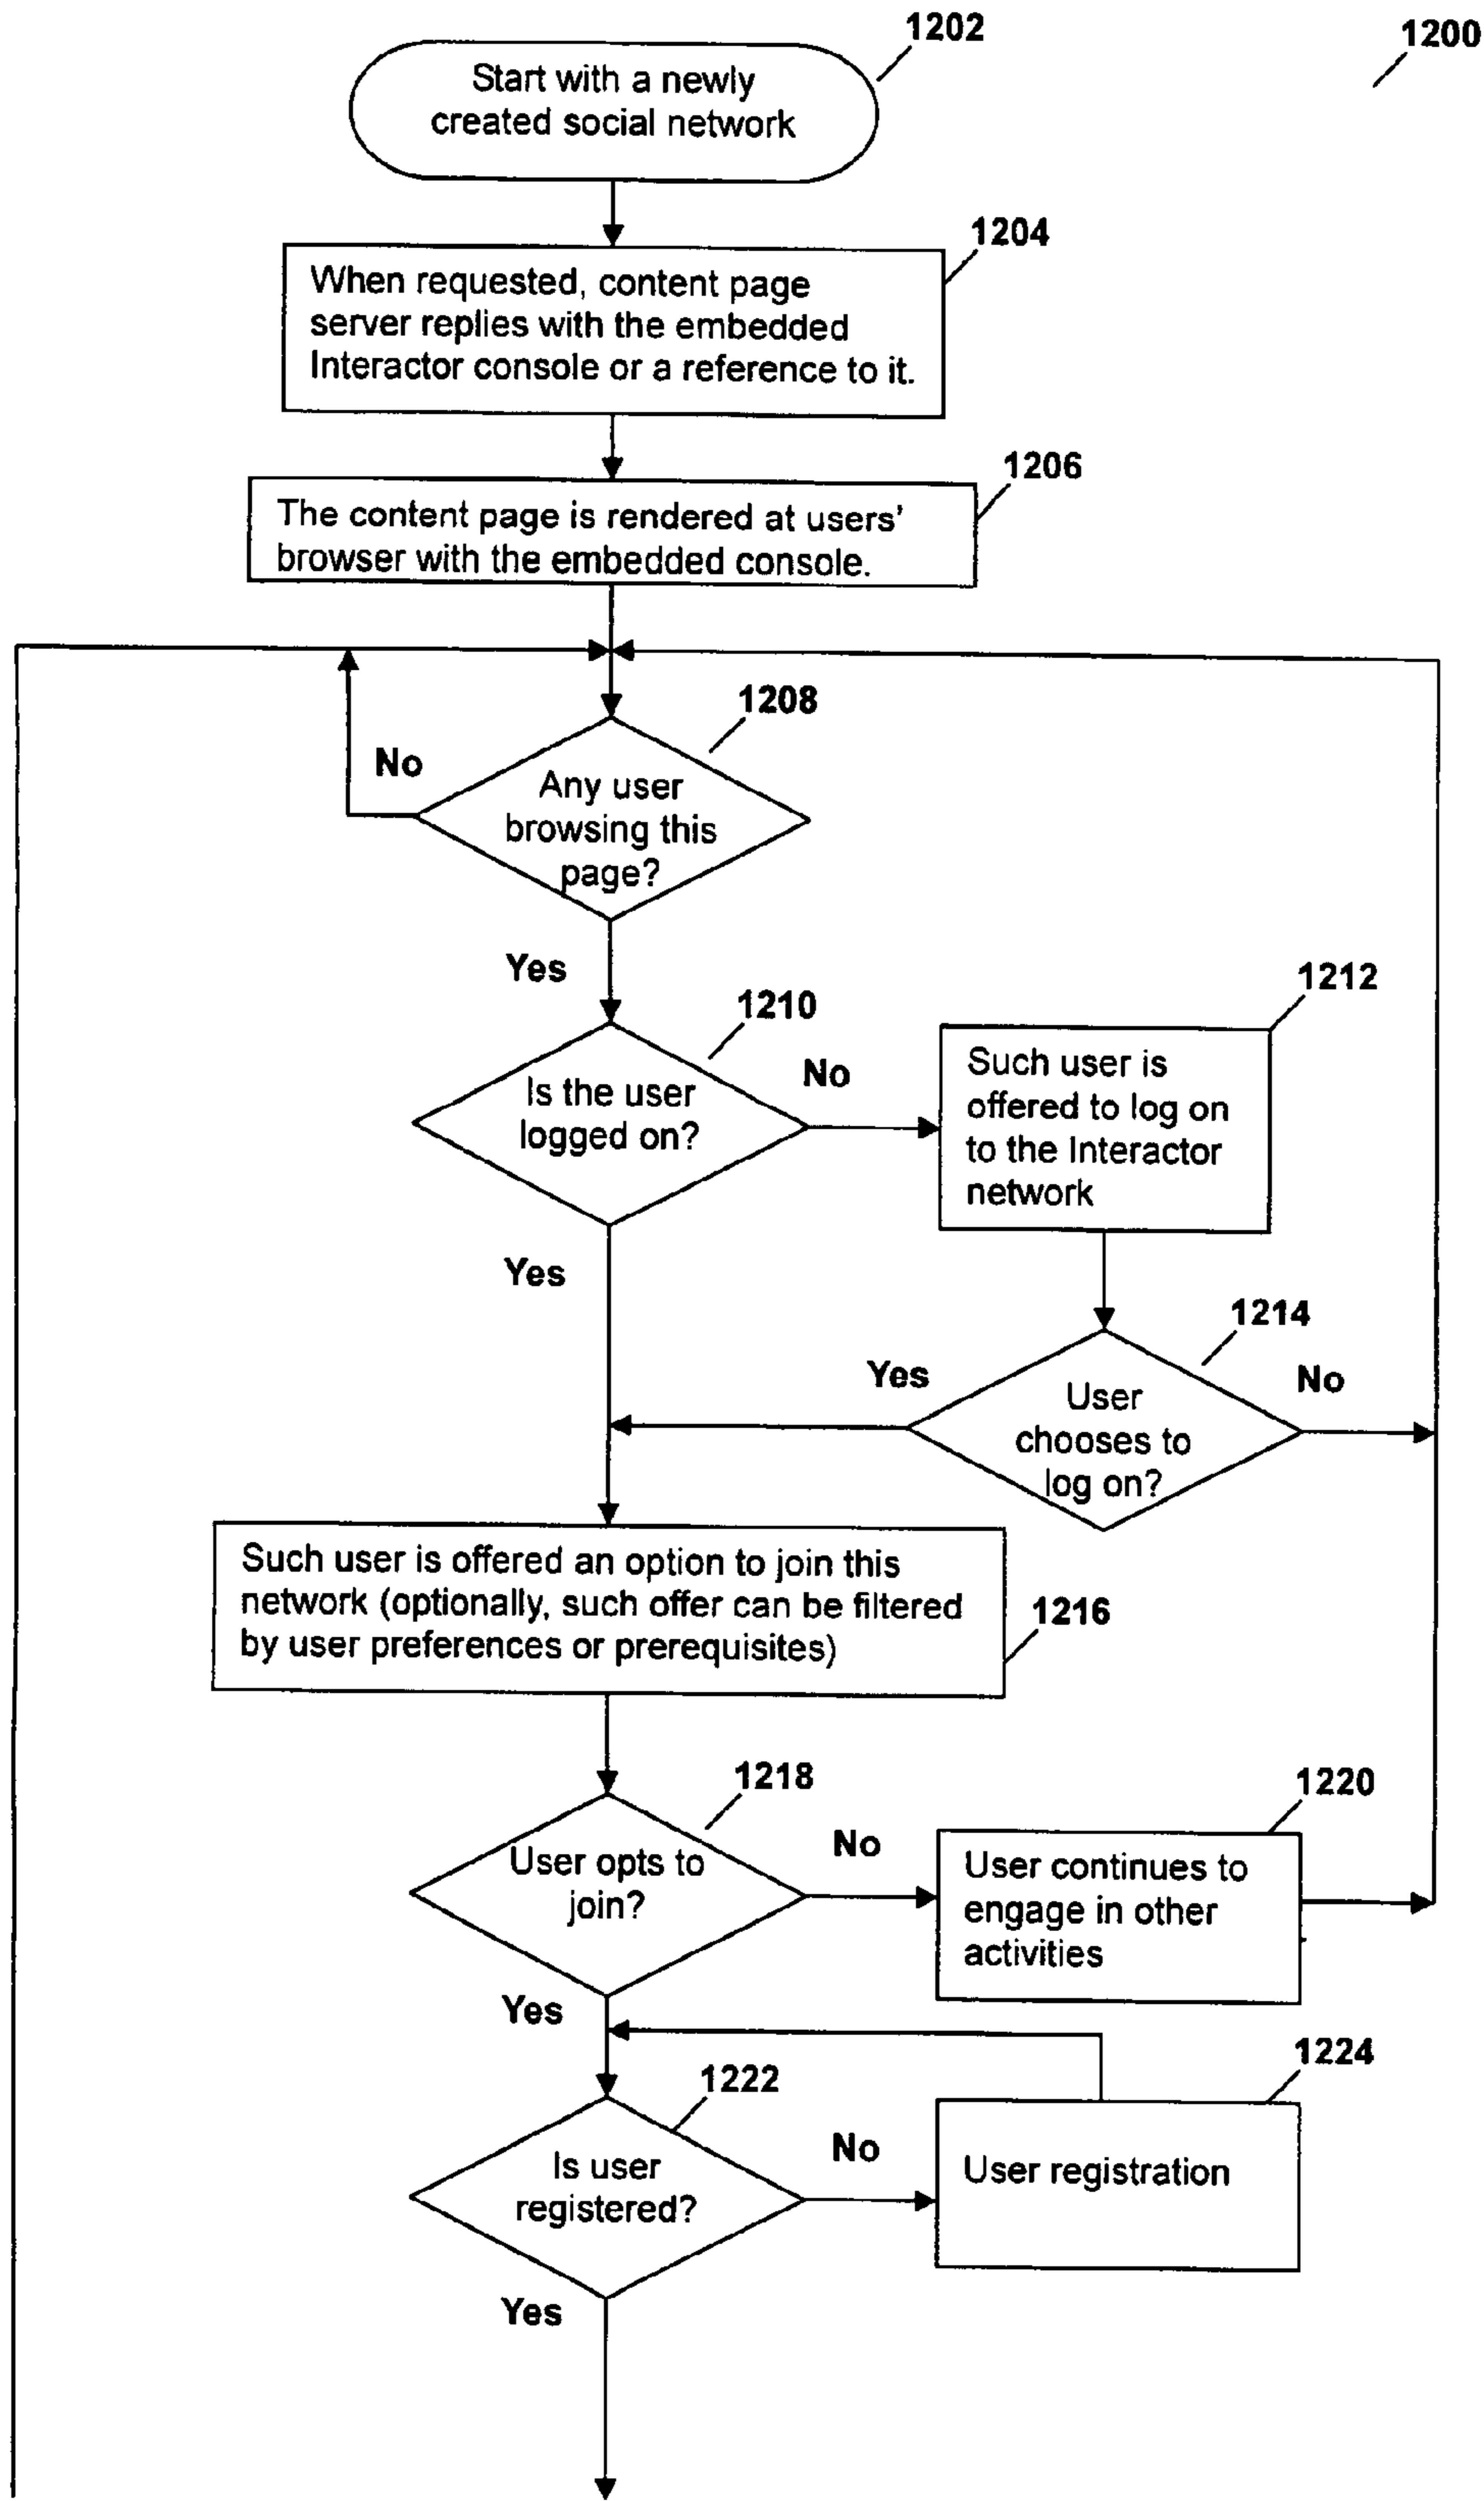 1202
1200
Start with a newly
created social network
1204
When requested, content page
server replies with the embedded
Interactor console or a reference to it.
1206
The content page is rendered at users'
browser with the embedded console.
1208
No
Any user
browsing this
page?
Yes
1210
1212
Is the user
logged on?
No
Such user is
offered to log on
to the Interactor
network
Yes
1214
Yes
No
User
chooses to
log on?
Such user is offered an option to join this
network (optionally, such offer can be filtered
by user preferences or prerequisites)
1216
1218
1220
User opts to
join?
No
User continues to
engage in other
activities
Yes
1222
1224
Is user
registered?
No
User registration
Yes